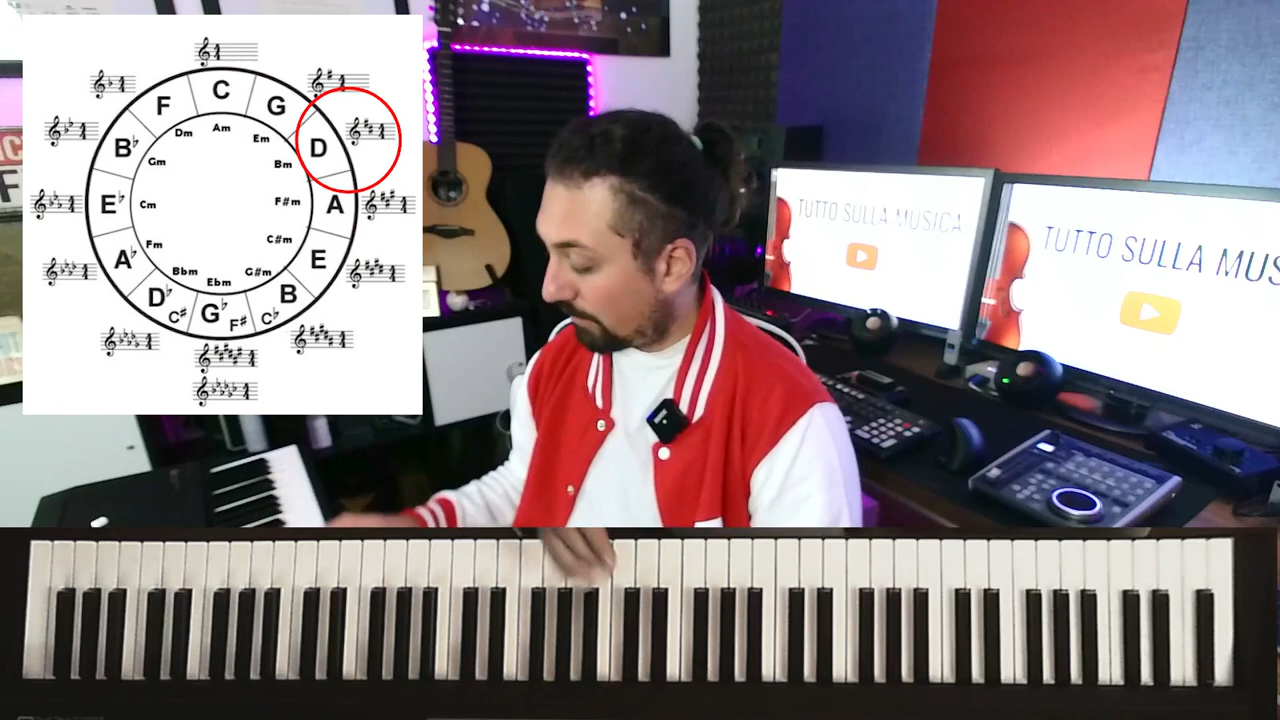 C
F
G
B♭
D
E♭
A
A♭
E
D♭
C♯
G♭
F♯
C♭
B
Am
Dm
Em
Gm
Bm
Cm
F#m
Fm
C#m
Bbm
G#m
Ebm
TUTTO SULLA MUSICA
TUTTO SULLA MUS